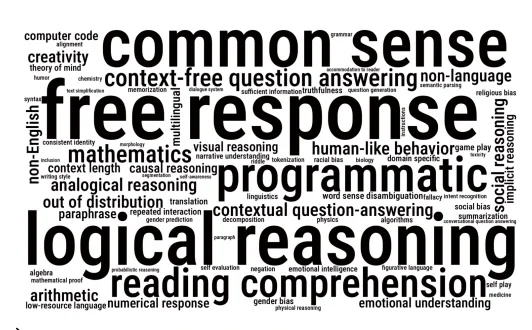 computer code
alignment
creativity
theory of mind
common sense
grammar
humor
chemistry
context-free question answering
accommodation to reader
non-language
semantic parsing
text simplification
memorization
dialogue system
sufficient information
truthfulness
question generation
religious bias
syntax
free response
multilingual
instructions
non-English
consistent identity
morphology
visual reasoning
human-like behavior
game play
toxicity
social reasoning
implicit reasoning
mathematics
narrative understanding
riddle
tokenization
racial bias
biology
domain specific
inclusion
context length
causal reasoning
writing style
segmentation
self-awareness
analogical reasoning
programmatic
out of distribution
translation
linguistics
word sense disambiguation
fallacy
intent recognition
paraphrase
repeated interaction
contextual question-answering
social bias
summarization
gender prediction
decomposition
physics
algorithms
conversational question answering
logical reasoning
paragraph
algebra
probabilistic reasoning
self evaluation
negation
emotional intelligence
figurative language
mathematical proof
reading comprehension
self play
medicine
arithmetic
low-resource language
numerical response
gender bias
physical reasoning
emotional understanding